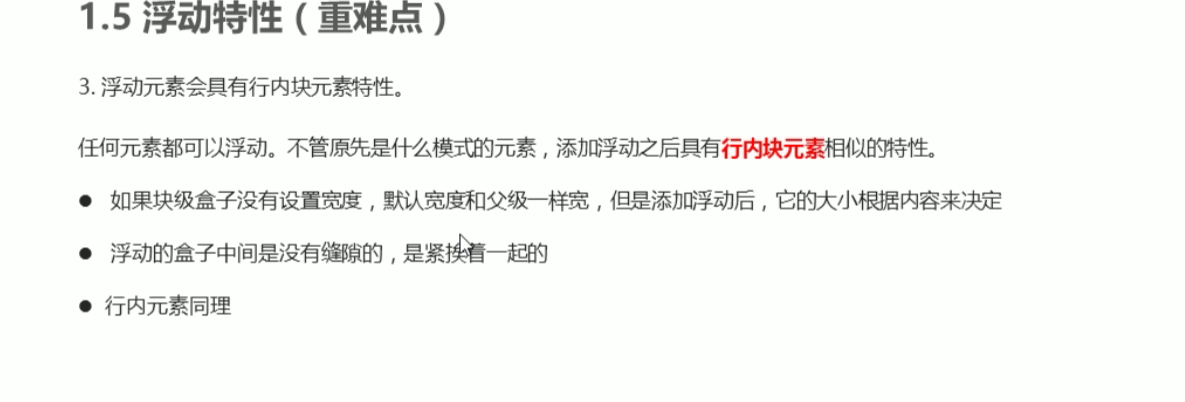 1.5 浮动特性（重难点）
3. 浮动元素会具有行内块元素特性。
任何元素都可以浮动。不管原先是什么模式的元素，添加浮动之后具有行内块元素相似的特性。
● 如果块级盒子没有设置宽度，默认宽度和父级一样宽，但是添加浮动后，它的大小根据内容来决定
● 浮动的盒子中间是没有缝隙的，是紧挨着一起的
● 行内元素同理